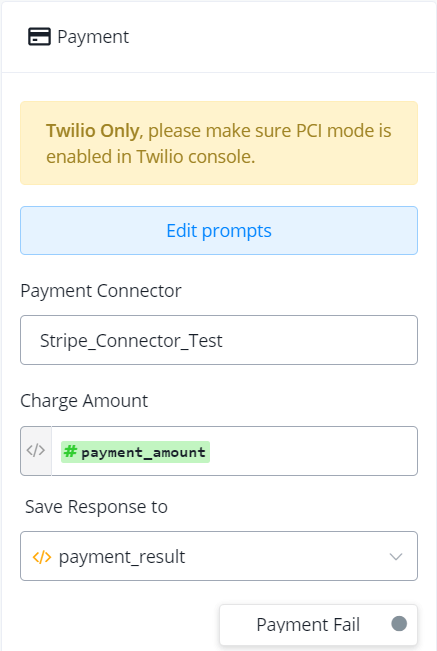 Payment
Twilio Only, please make sure PCI mode is
enabled in Twilio console.
Edit prompts
Payment Connector
Stripe_Connector_Test
Charge Amount
</> # payment_amount
Save Response to
</> payment_result
Payment Fail